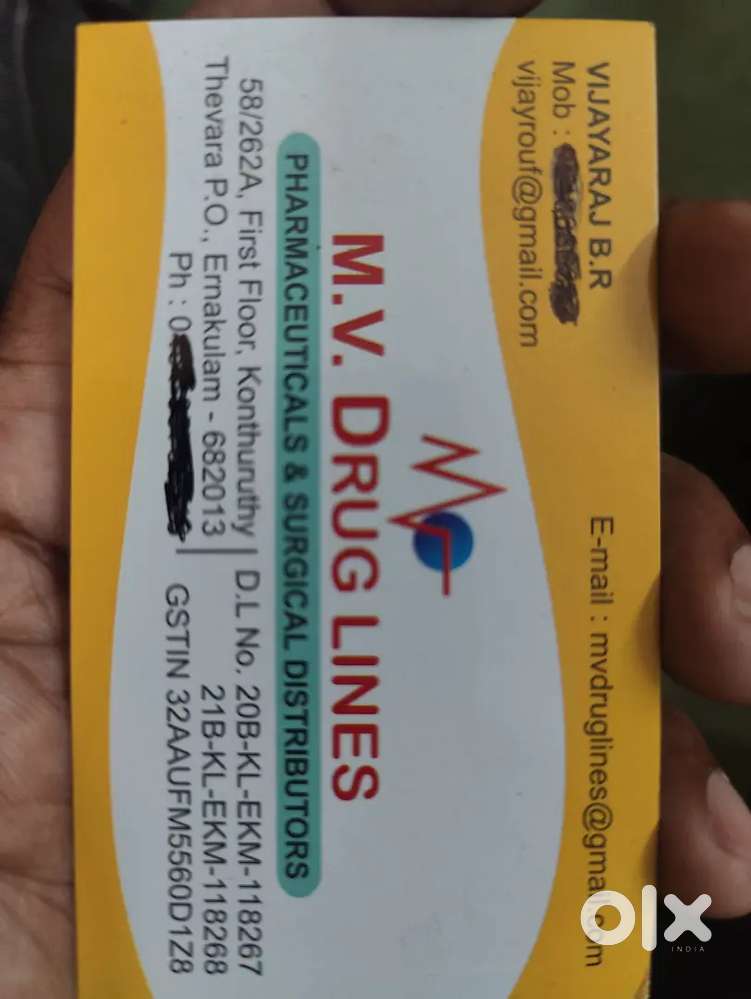 VIJAYARAJ B.R
Mob :
vijayrouf@gmail.com
E-mail : mvdruglines@gmail.com
M.V. DRUG LINES
PHARMACEUTICALS & SURGICAL DISTRIBUTORS
58/262A, First Floor, Konthuruthy | D.L No. 20B-KL-EKM-118267
Thevara P.O., Ernakulam - 682013 | 21B-KL-EKM-118268
Ph : 0 | GSTIN 32AAUFM5560D1Z8
olx
INDIA